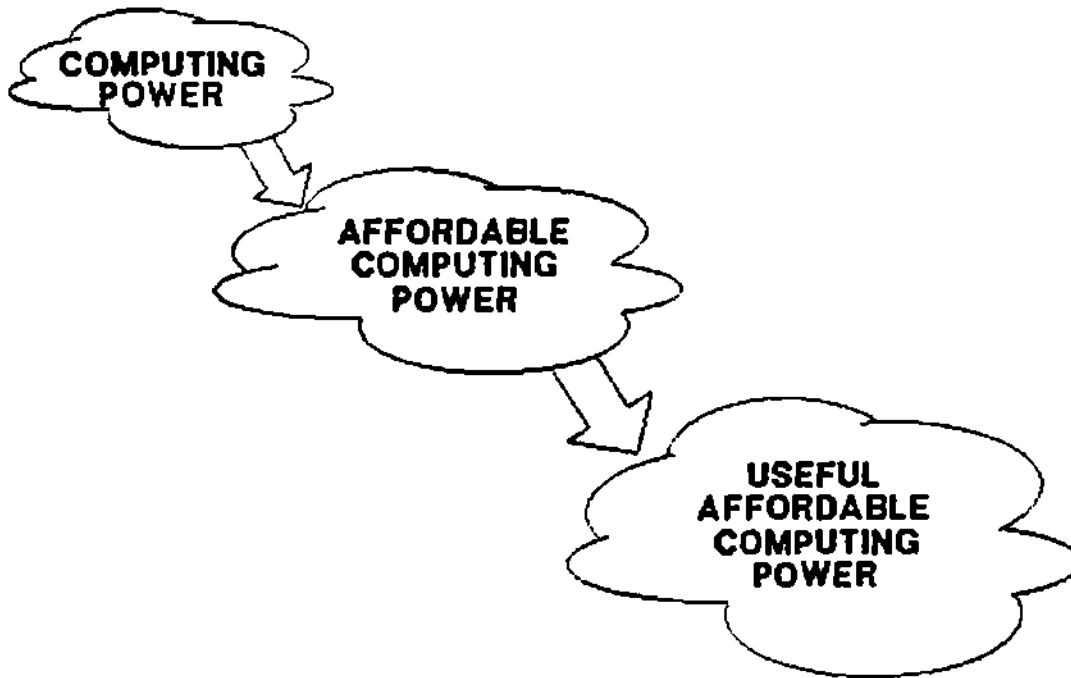 COMPUTING
POWER
AFFORDABLE
COMPUTING
POWER
USEFUL
AFFORDABLE
COMPUTING
POWER